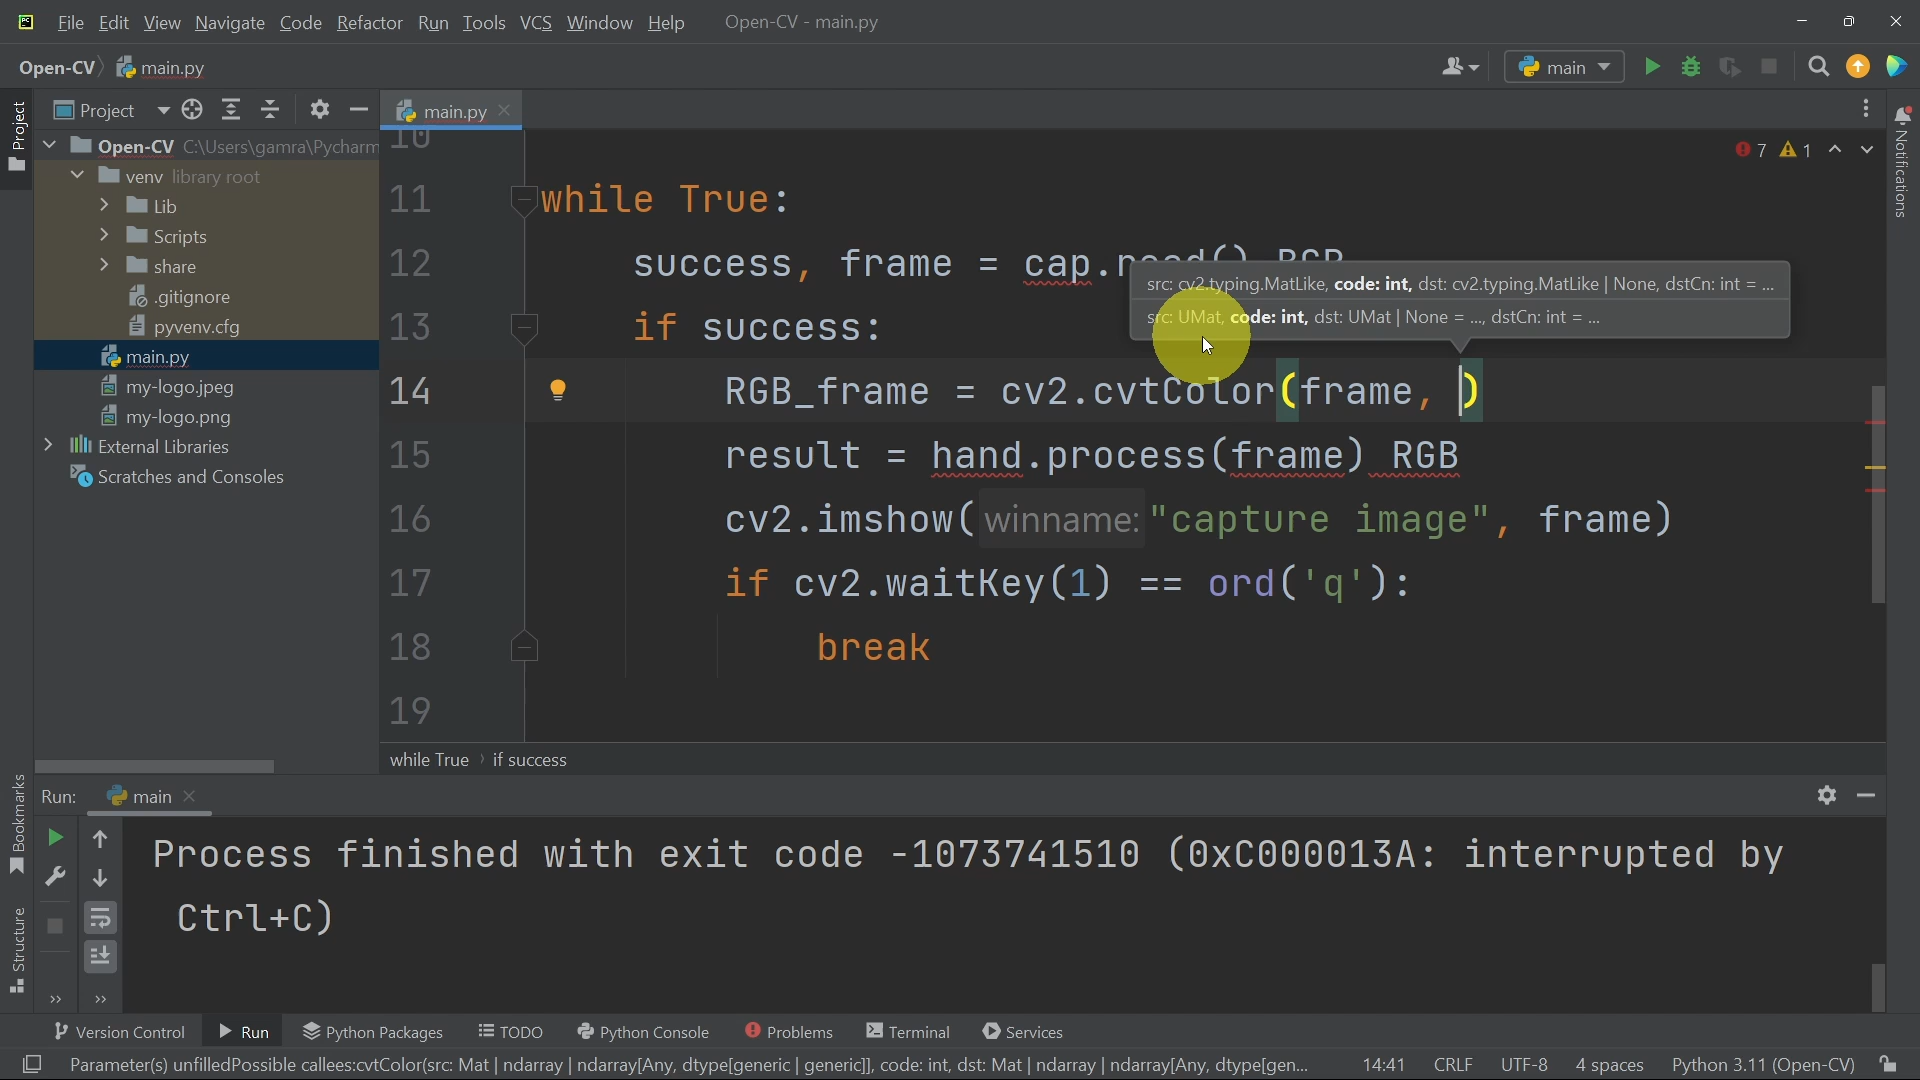 File Edit View Navigate Code Refactor Run Tools VCS Window Help Open-CV - main.py
Open-CV main.py main
Project main.py
Project
Open-CV C:\Users\gamra\Pycharm
venv library root
Lib
Scripts
share
.gitignore
pyvenv.cfg
main.py
my-logo.jpeg
my-logo.png
External Libraries
Scratches and Consoles
7 1
Notifications
10
11 while True:
12 success, frame = cap.read()
src: cv2.typing.MatLike, code: int, dst: cv2.typing.MatLike | None, dstCn: int = ...
src: UMat, code: int, dst: UMat | None = ..., dstCn: int = ...
13 if success:
14 RGB_frame = cv2.cvtColor(frame, )
15 result = hand.process(frame) RGB
16 cv2.imshow( winname: "capture image", frame)
17 if cv2.waitKey(1) == ord('q'):
18 break
19
while True if success
Run: main
Bookmarks
Structure
Process finished with exit code -1073741510 (0xC000013A: interrupted by
Ctrl+C)
Version Control Run Python Packages TODO Python Console Problems Terminal Services
Parameter(s) unfilledPossible callees:cvtColor(src: Mat | ndarray | ndarray[Any, dtype[generic | generic]], code: int, dst: Mat | ndarray | ndarray[Any, dtype[gen... 14:41 CRLF UTF-8 4 spaces Python 3.11 (Open-CV)